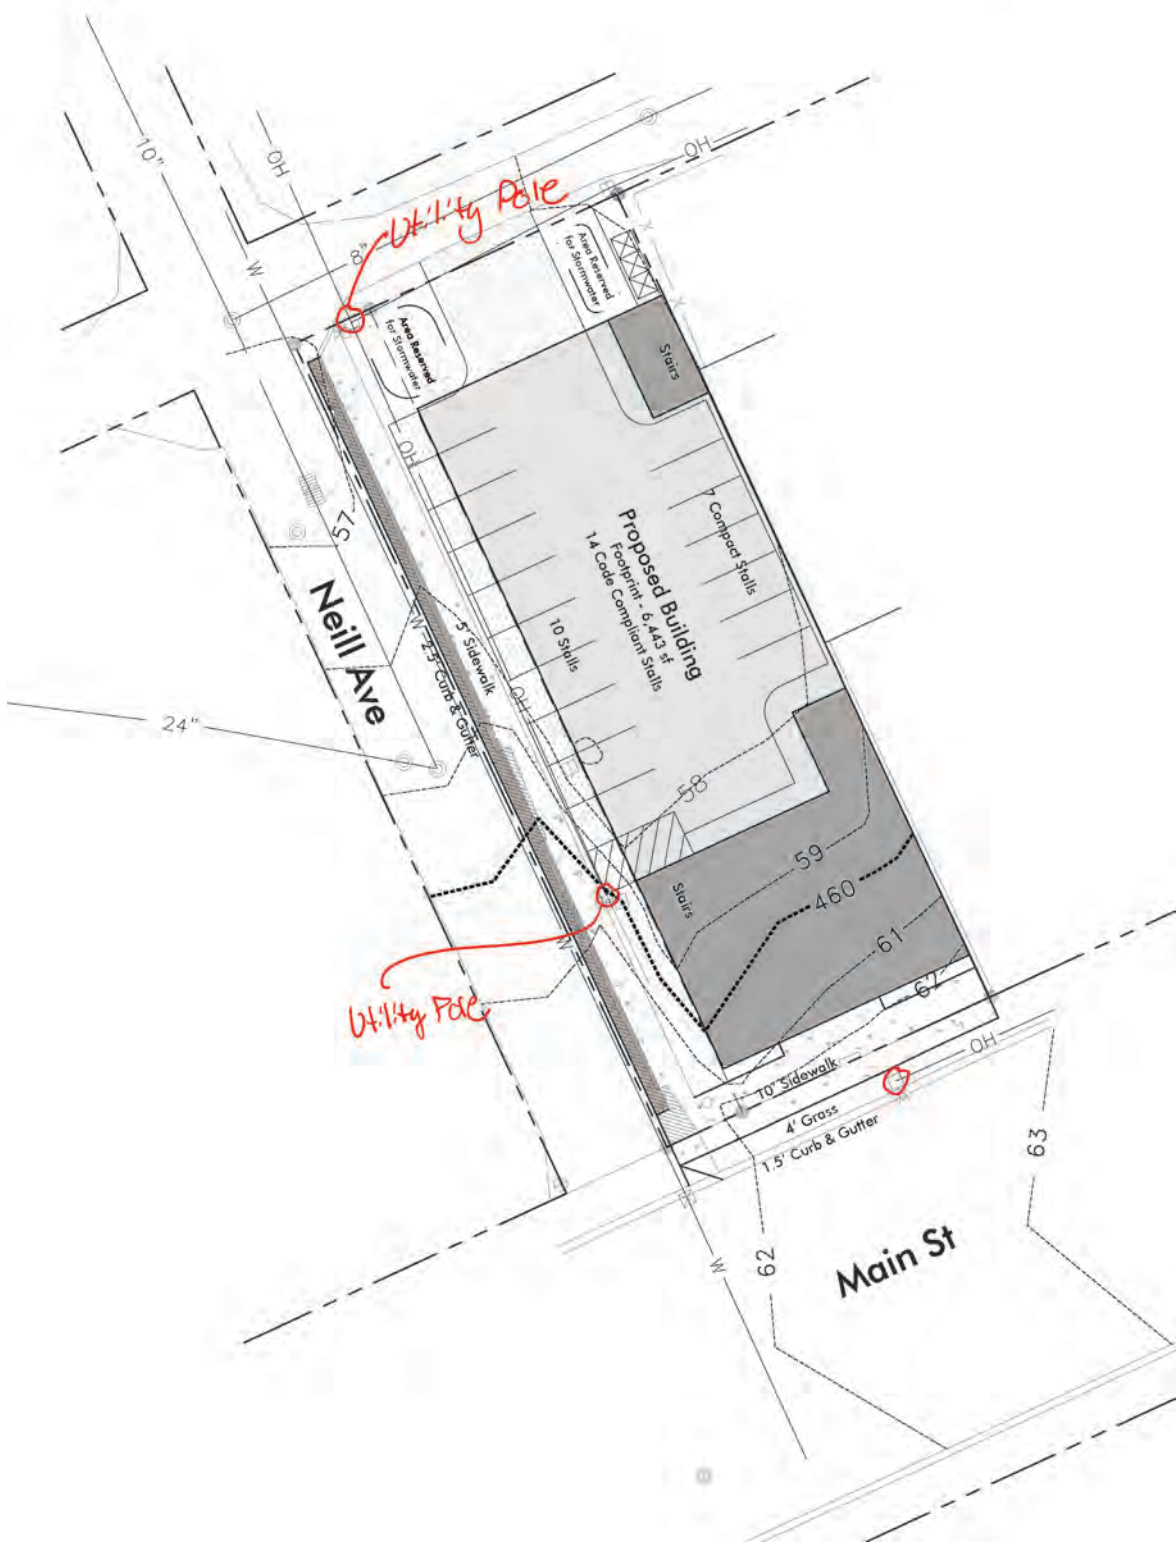 10"
OH
OH
Utility Pole
8"
W
Area Reserved
for Stormwater
Area Reserved
for Stormwater
X
X
Stairs
OH
57
7 Compact Stalls
Proposed Building
Footprint - 6,443 sf
14 Code Compliant Stalls
Neill Ave
W
5' Sidewalk
2.5' Curb & Gutter
10 Stalls
OH
24"
58
59
Stairs
460
W
61
62
Utility Pole
OH
10' Sidewalk
4' Grass
1.5' Curb & Gutter
63
W
62
Main St